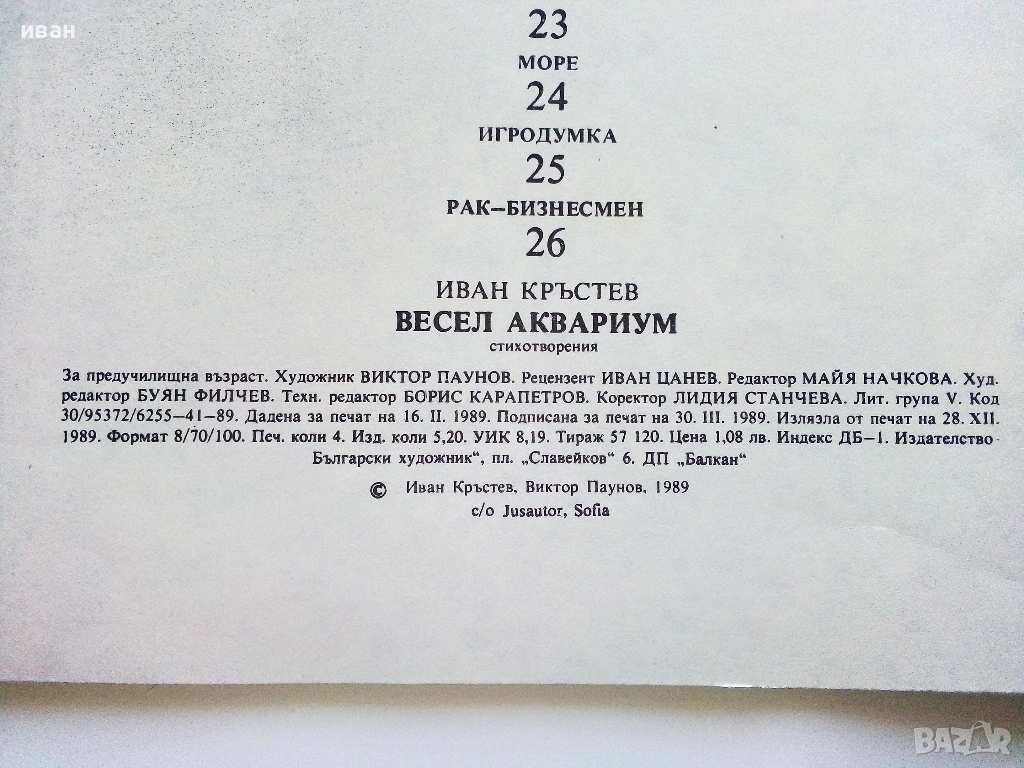 иван
23
МОРЕ
24
ИГРОДУМКА
25
РАК—БИЗНЕСМЕН
26
ИВАН КРЪСТЕВ
ВЕСЕЛ АКВАРИУМ
стихотворения
За предучилищна възраст. Художник ВИКТОР ПАУНОВ. Рецензент ИВАН ЦАНЕВ. Редактор МАЙЯ НАЧКОВА. Худ.
редактор БУЯН ФИЛЧЕВ. Техн. редактор БОРИС КАРАПЕТРОВ. Коректор ЛИДИЯ СТАНЧЕВА. Лит. група V. Код
30/95372/6255—41—89. Дадена за печат на 16. II. 1989. Подписана за печат на 30. III. 1989. Излязла от печат на 28. XII.
1989. Формат 8/70/100. Печ. коли 4. Изд. коли 5,20. УИК 8,19. Тираж 57 120. Цена 1,08 лв. Индекс ДБ—1. Издателство
Български художник“, пл. „Славейков“ 6. ДП „Балкан“
© Иван Кръстев, Виктор Паунов, 1989
c/o Jusautor, Sofia
BAZAR